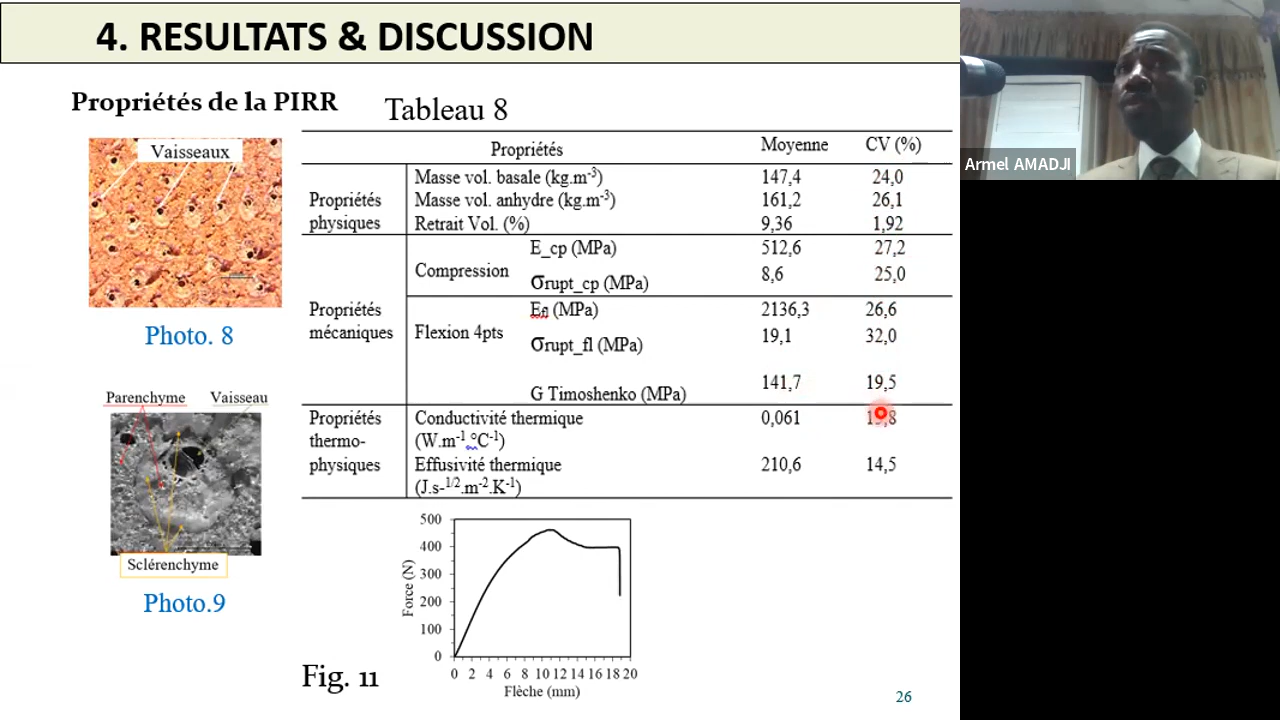 4. RESULTATS & DISCUSSION
Propriétés de la PIRR
Tableau 8
Vaisseaux
Photo. 8
Parenchyme Vaisseau
Sclérenchyme
Photo.9
Propriétés Moyenne CV (%)
Propriétés physiques
Masse vol. basale (kg.m-3) 147,4 24,0
Masse vol. anhydre (kg.m-3) 161,2 26,1
Retrait Vol. (%) 9,36 1,92
Propriétés mécaniques
Compression
E_cp (MPa) 512,6 27,2
σrupt_cp (MPa) 8,6 25,0
Flexion 4pts
Efl (MPa) 2136,3 26,6
σrupt_fl (MPa) 19,1 32,0
G Timoshenko (MPa) 141,7 19,5
Propriétés thermo-
physiques
Conductivité thermique 0,061
(W.m-1.°C-1)
Effusivité thermique 210,6 14,5
(J.s-1/2.m-2.K-1)
500
400
300
200
100
0
Force (N)
0 2 4 6 8 10 12 14 16 18 20
Flèche (mm)
Fig. 11
26
Armel AMADJI